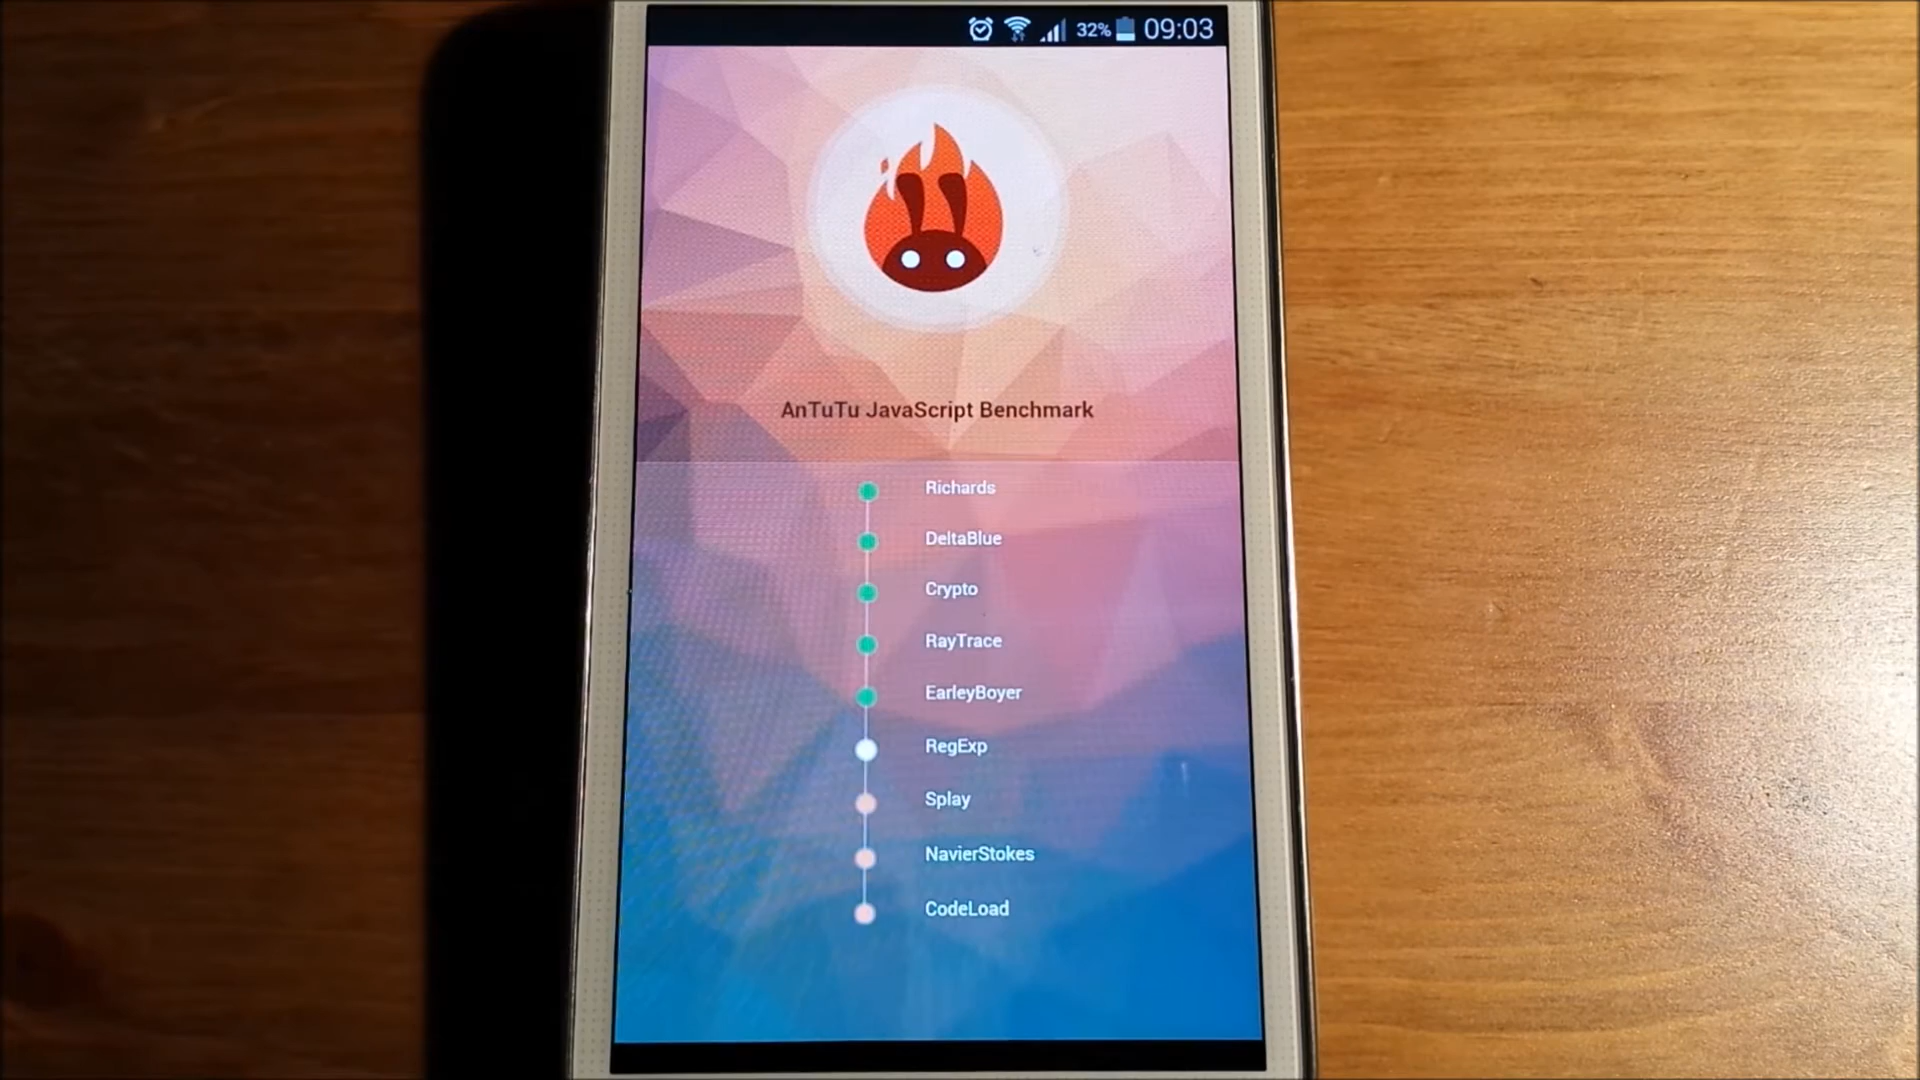 32% 09:03
AnTuTu JavaScript Benchmark
Richards
DeltaBlue
Crypto
RayTrace
EarleyBoyer
RegExp
Splay
NavierStokes
CodeLoad